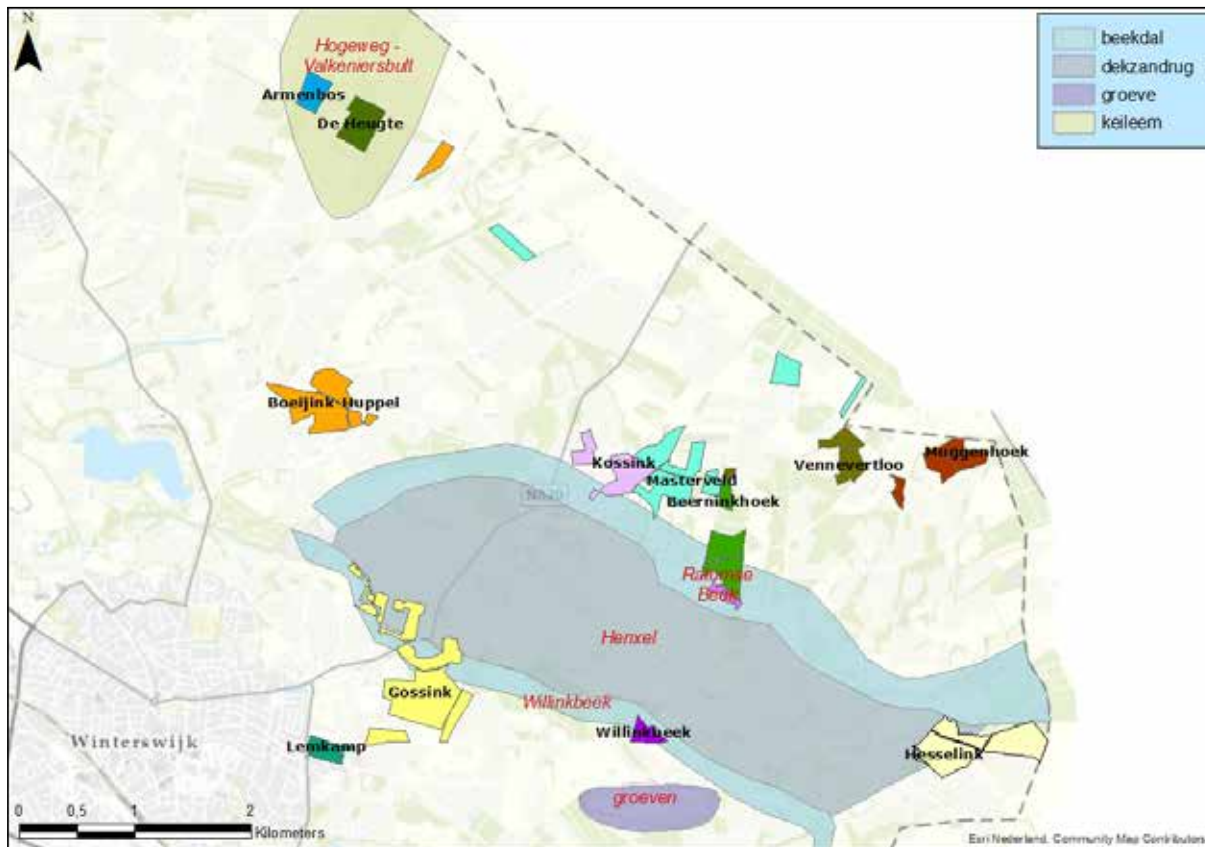 N
beekdal
dekzandrug
groeve
keileem
Hogeweg -
Valkeniersbult
Armenbos
De Heugte
Boeijink-Huppel
Kossink
Masterveld
Beerninkhoek
Vennevertloo
Muggenhoek
N820
Ratumse
Beek
Henxel
Gossink
Willinkbeek
Willinkbeek
Lemkamp
Winterswijk
Hesselink
groeven
0 0,5 1 2
Kilometers
Esri Nederland, Community Map Contributors